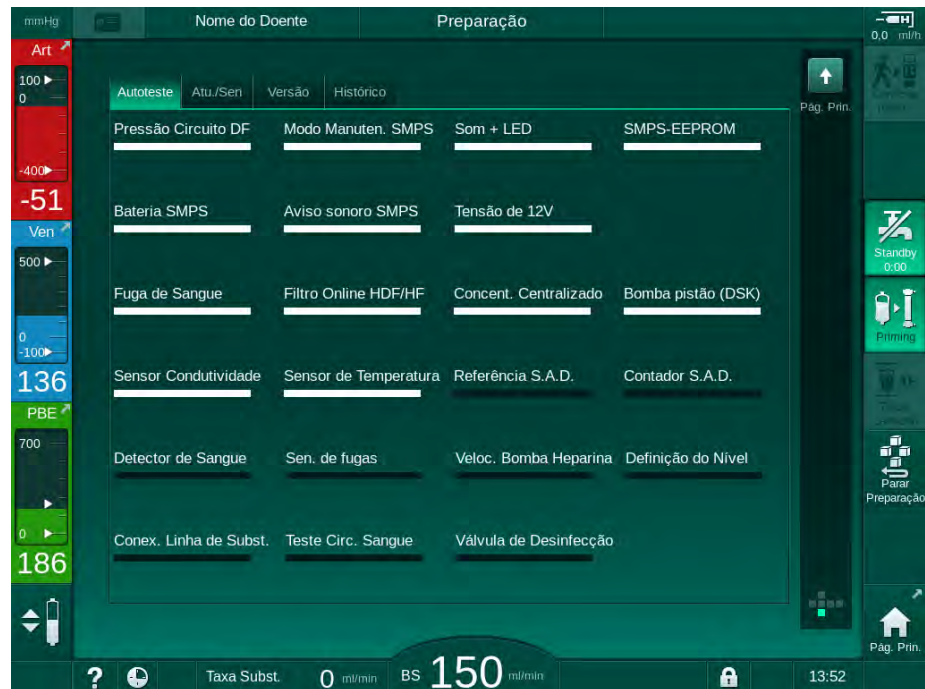 mmHg Nome do Doente Preparação
0,0 ml/h
Art
100
0
-400
-51
Ven
500
0
-100
136
PBE
700
0
186
Autoteste Atu./Sen Versão Histórico
Pressão Circuito DF Modo Manuten. SMPS Som + LED SMPS-EEPROM
Bateria SMPS Aviso sonoro SMPS Tensão de 12V
Fuga de Sangue Filtro Online HDF/HF Concent. Centralizado Bomba pistão (DSK)
Sensor Condutividade Sensor de Temperatura Referência S.A.D. Contador S.A.D.
Detector de Sangue Sen. de fugas Veloc. Bomba Heparina Definição do Nível
Conex. Linha de Subst. Teste Circ. Sangue Válvula de Desinfecção
Pág. Prin.
Standby
0:00
Priming
Parar
Preparação
Pág. Prin.
? Taxa Subst. 0 ml/min BS 150 ml/min 13:52